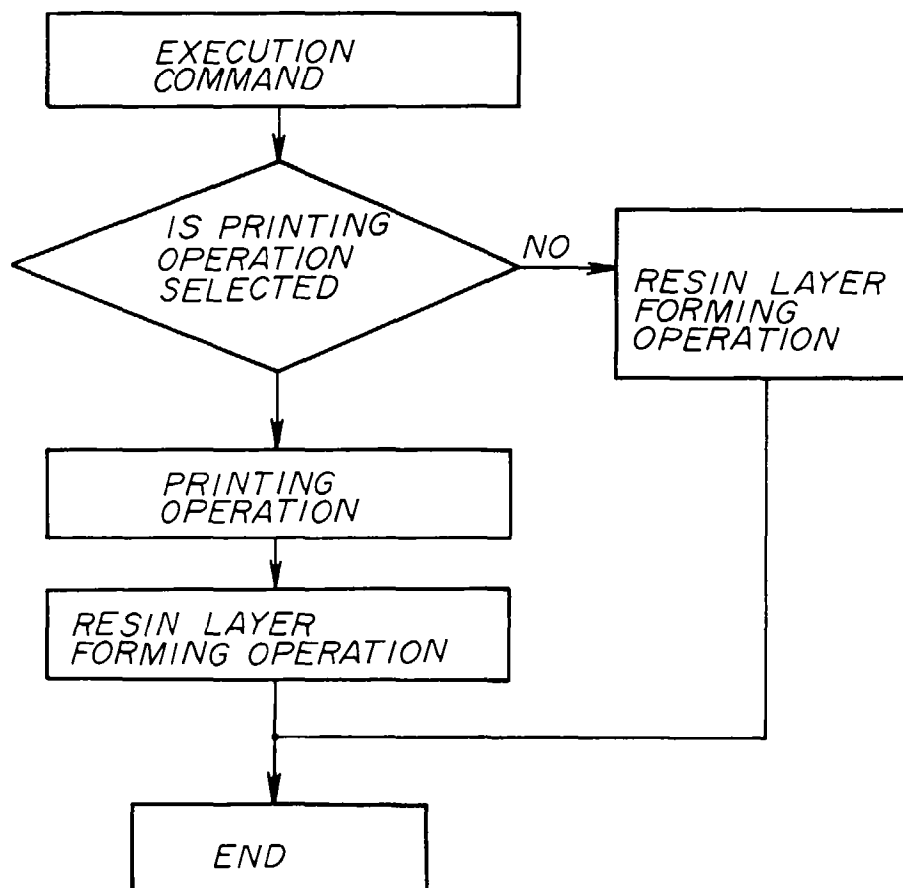 EXECUTION
COMMAND
IS PRINTING
OPERATION
SELECTED
NO
RESIN LAYER
FORMING
OPERATION
PRINTING
OPERATION
RESIN LAYER
FORMING OPERATION
END